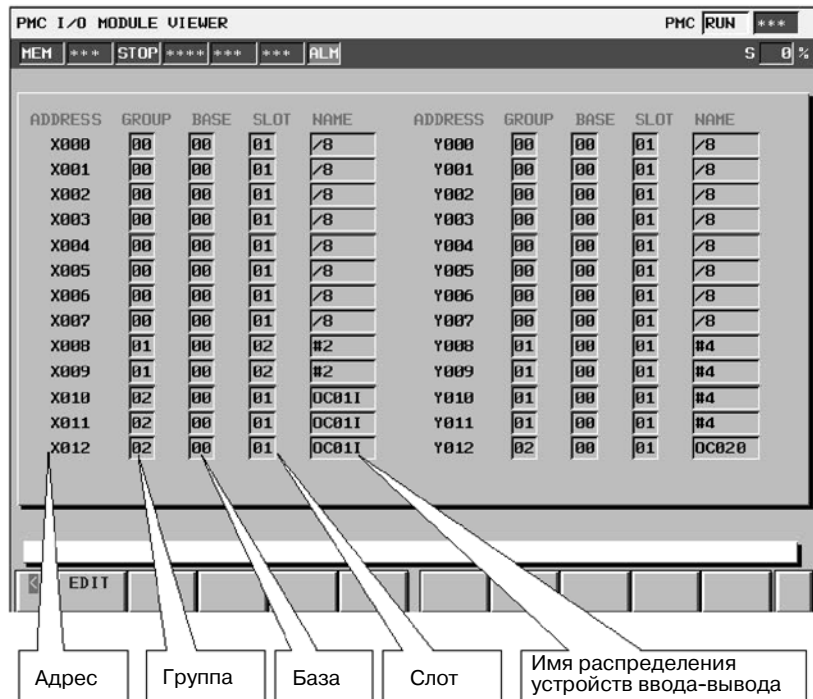 PMC I/O MODULE VIEWER PMC RUN ***
MEM *** STOP **** *** *** ALM S 0 %
ADDRESS GROUP BASE SLOT NAME ADDRESS GROUP BASE SLOT NAME
X000 00 00 01 /8 Y000 00 00 01 /8
X001 00 00 01 /8 Y001 00 00 01 /8
X002 00 00 01 /8 Y002 00 00 01 /8
X003 00 00 01 /8 Y003 00 00 01 /8
X004 00 00 01 /8 Y004 00 00 01 /8
X005 00 00 01 /8 Y005 00 00 01 /8
X006 00 00 01 /8 Y006 00 00 01 /8
X007 00 00 01 /8 Y007 00 00 01 /8
X008 01 00 02 #2 Y008 01 00 01 #4
X009 01 00 02 #2 Y009 01 00 01 #4
X010 02 00 01 OC01I Y010 01 00 01 #4
X011 02 00 01 OC01I Y011 01 00 01 #4
X012 02 00 01 OC01I Y012 02 00 01 OC02O
< EDIT
Адрес Группа База Слот Имя распределения
устройств ввода-вывода